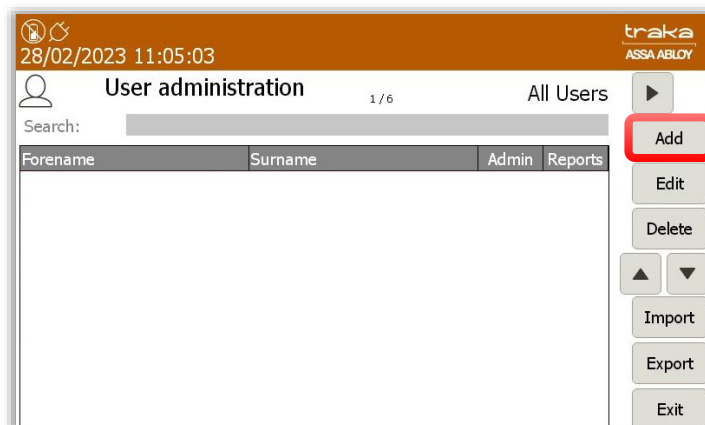 traka
28/02/2023 11:05:03
ASSA ABLOY
User administration
1/6
All Users
Search:
Forename Surname Admin Reports
Add
Edit
Delete
Import
Export
Exit